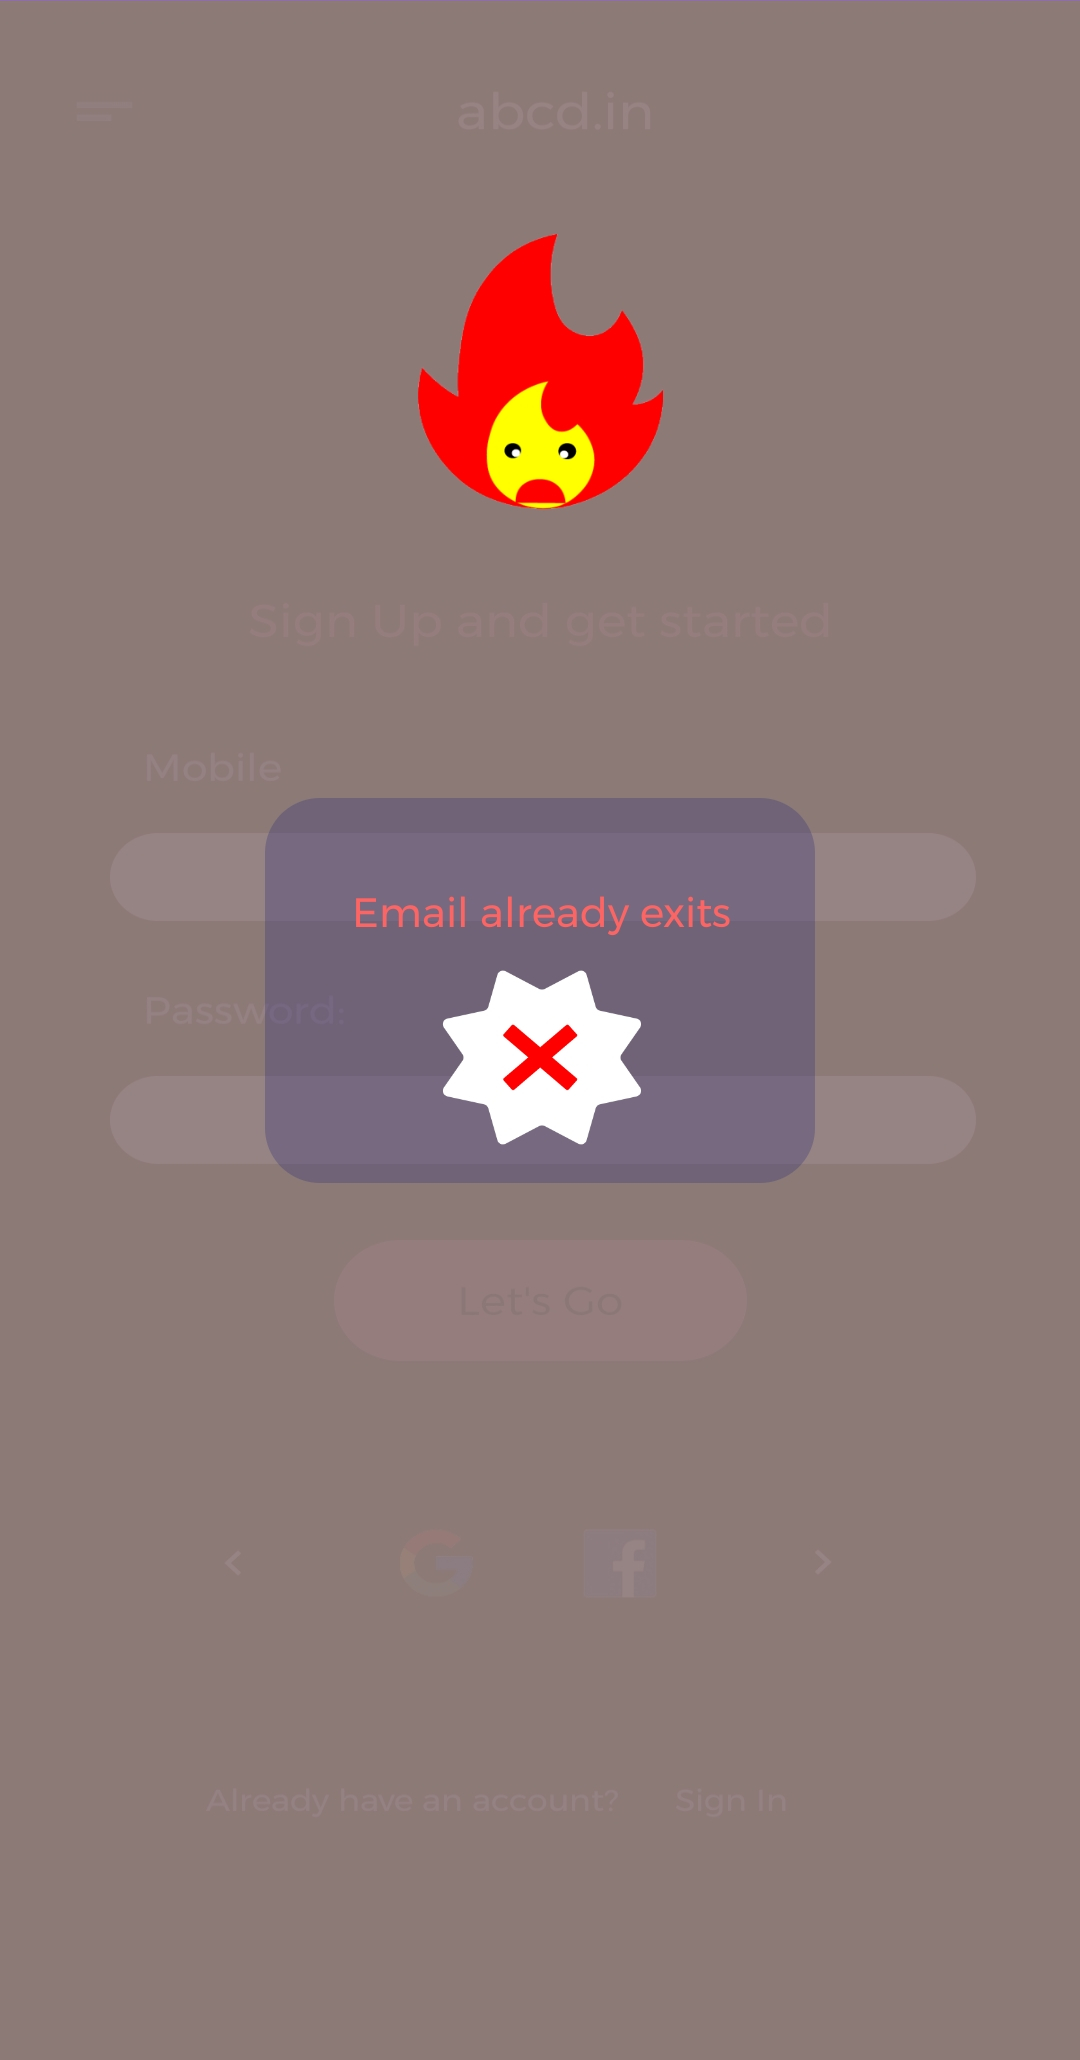 abcd.in
Sign Up and get started
Mobile
Email already exits
Password:
Let's Go
Already have an account? Sign In